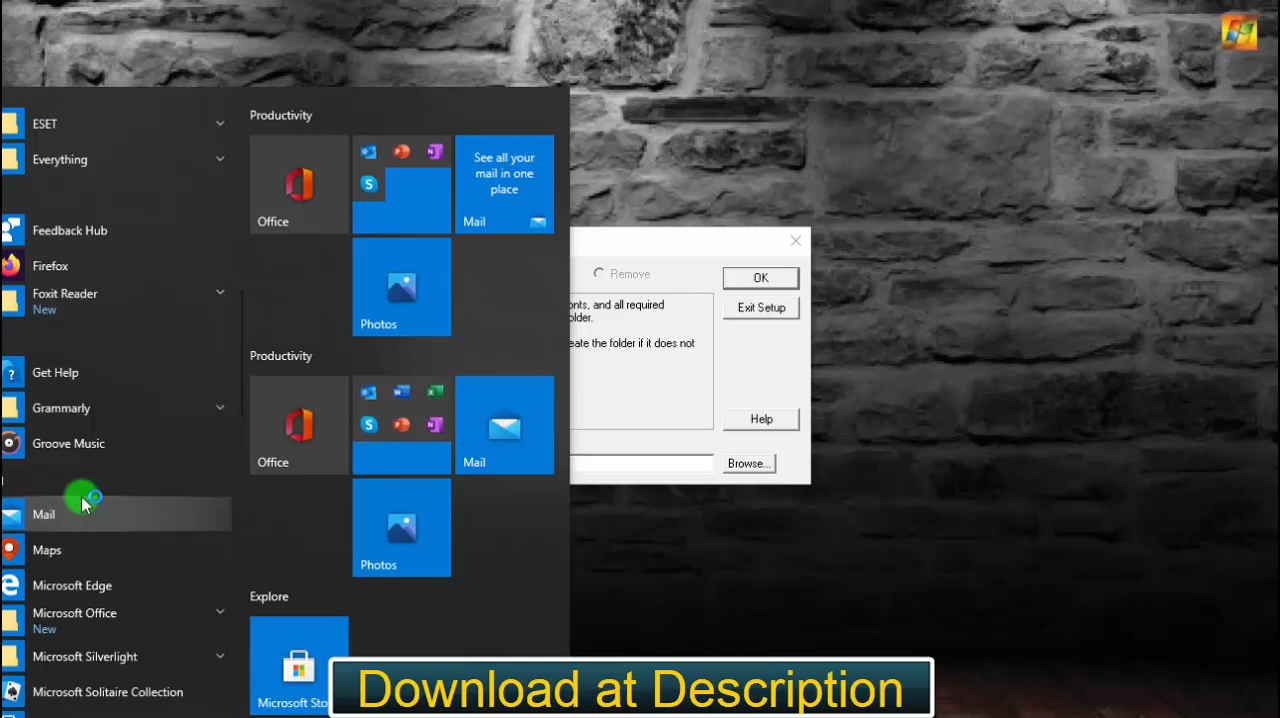 ESET
Everything
Feedback Hub
Firefox
Foxit Reader
New
Get Help
Grammarly
Groove Music
Mail
Maps
Microsoft Edge
Microsoft Office
New
Microsoft Silverlight
Microsoft Solitaire Collection
Productivity
Office
See all your
mail in one
place
Mail
Photos
Productivity
Office
Mail
Photos
Explore
Microsoft Sto
Remove
OK
Exit Setup
onts, and all required
older.
eate the folder if it does not
Help
Browse...
Download at Description